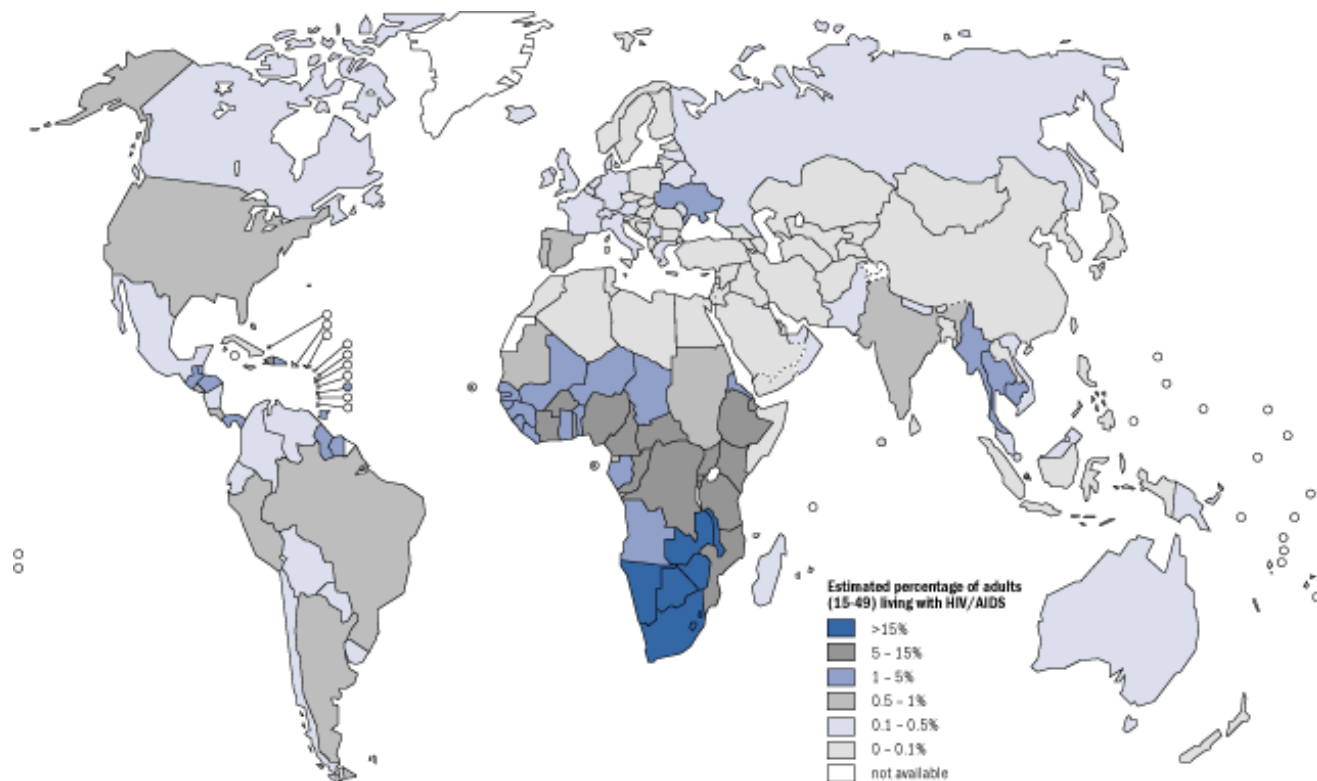 Estimated percentage of adults
(15-49) living with HIV/AIDS
>15%
5 – 15%
1 – 5%
0.5 – 1%
0.1 – 0.5%
0 – 0.1%
not available